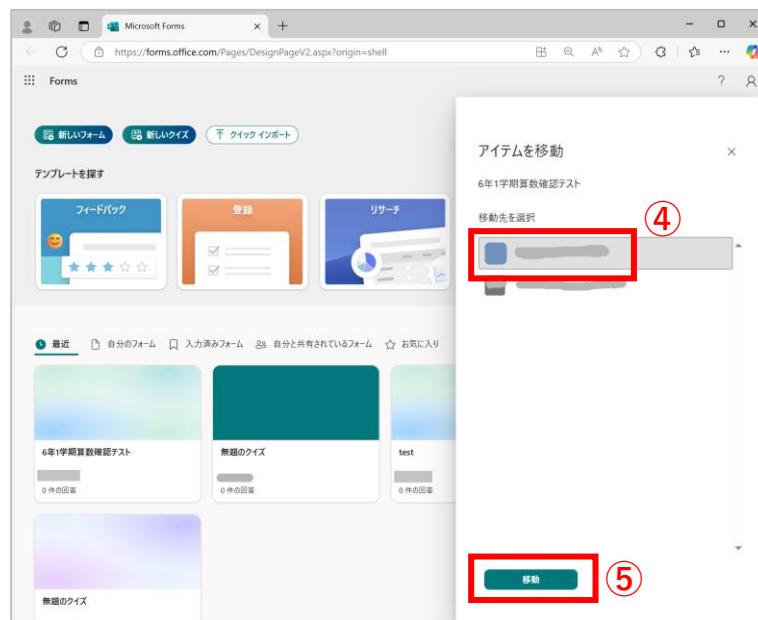 Microsoft Forms
https://forms.office.com/Pages/DesignPageV2.aspx?origin=shell
Forms
新しいフォーム
新しいクイズ
クイック インポート
テンプレートを探す
フィードバック
登録
リサーチ
アイテムを移動
6年1学期算数確認テスト
移動先を選択
④
最近
自分のフォーム
入力済みフォーム
自分と共有されているフォーム
お気に入り
6年1学期算数確認テスト
0 件の回答
無題のクイズ
0 件の回答
test
0 件の回答
無題のクイズ
移動
⑤